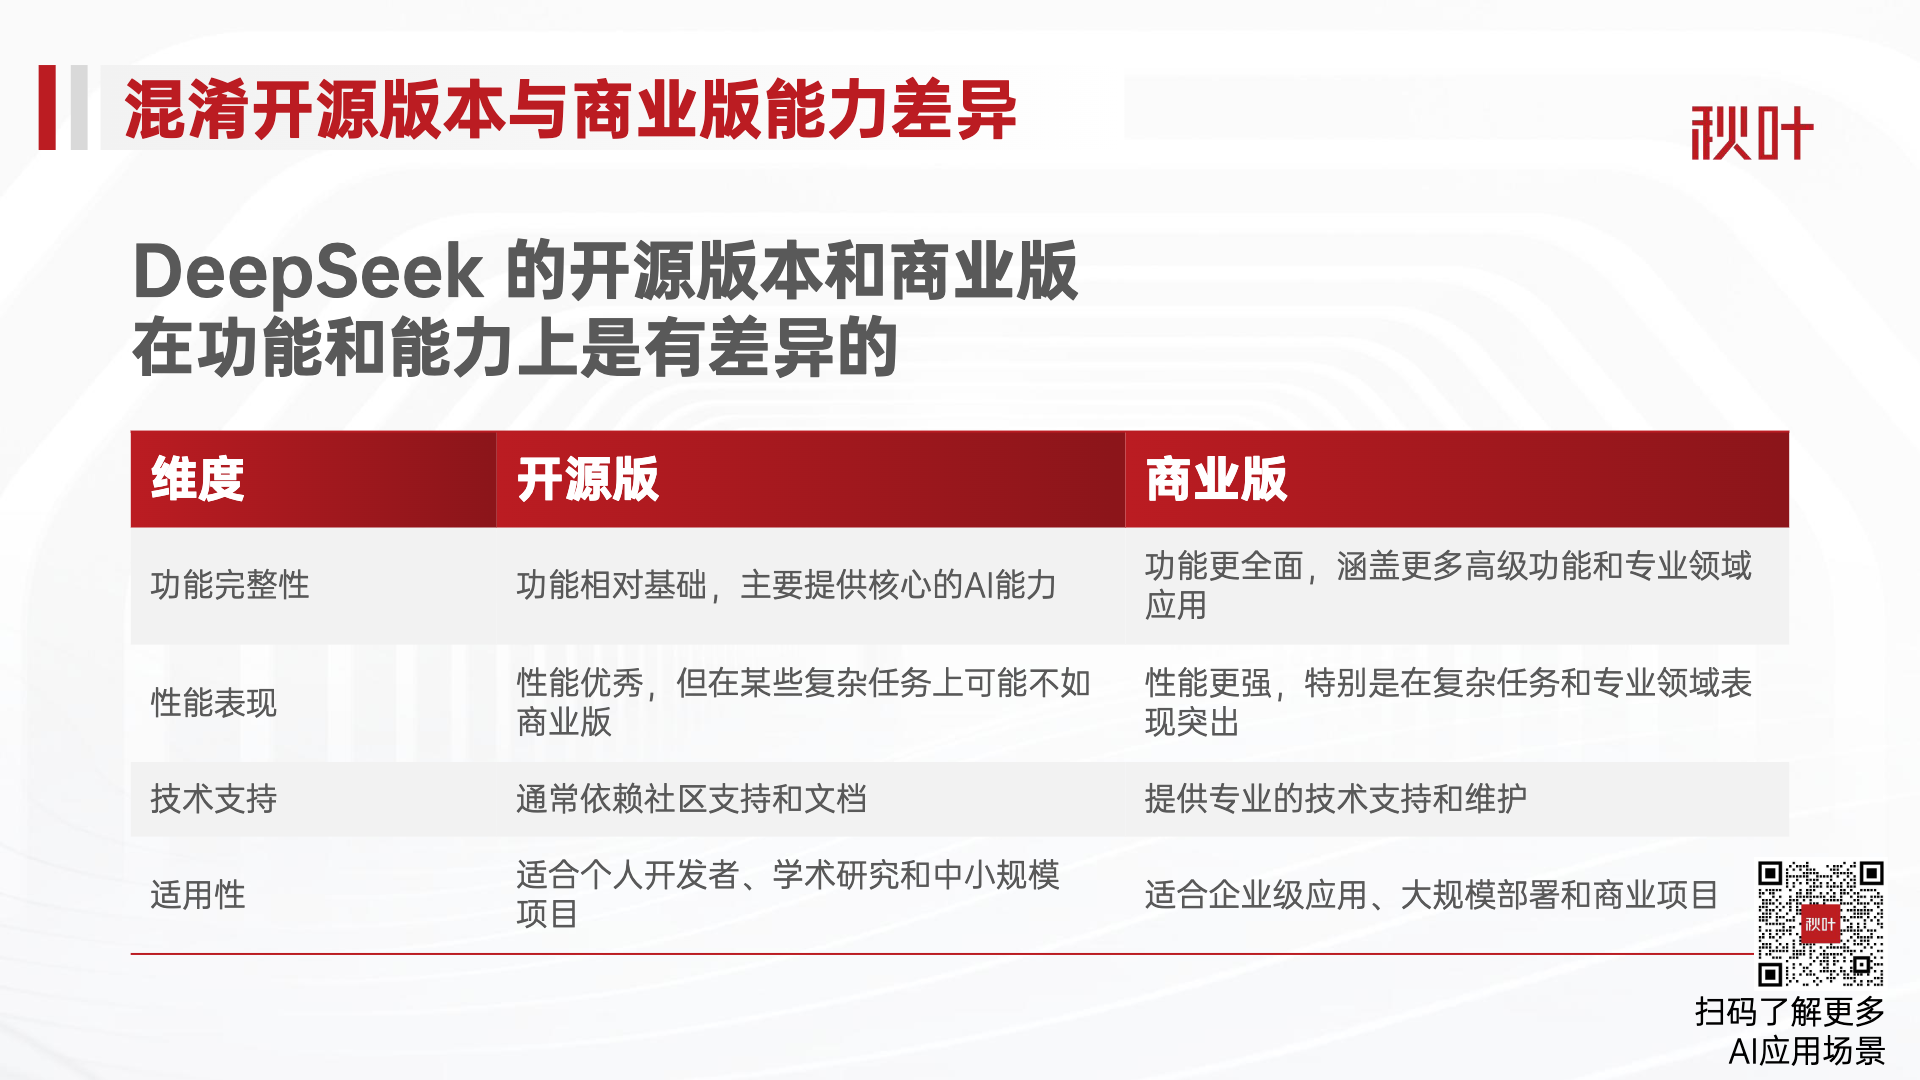 混淆开源版本与商业版能力差异
秋叶
DeepSeek 的开源版本和商业版
在功能和能力上是有差异的
维度
开源版
商业版
功能完整性
功能相对基础，主要提供核心的AI能力
功能更全面，涵盖更多高级功能和专业领域
应用
性能表现
性能优秀，但在某些复杂任务上可能不如
商业版
性能更强，特别是在复杂任务和专业领域表
现突出
技术支持
通常依赖社区支持和文档
提供专业的技术支持和维护
适用性
适合个人开发者、学术研究和中小规模
项目
适合企业级应用、大规模部署和商业项目
秋叶
扫码了解更多
AI应用场景